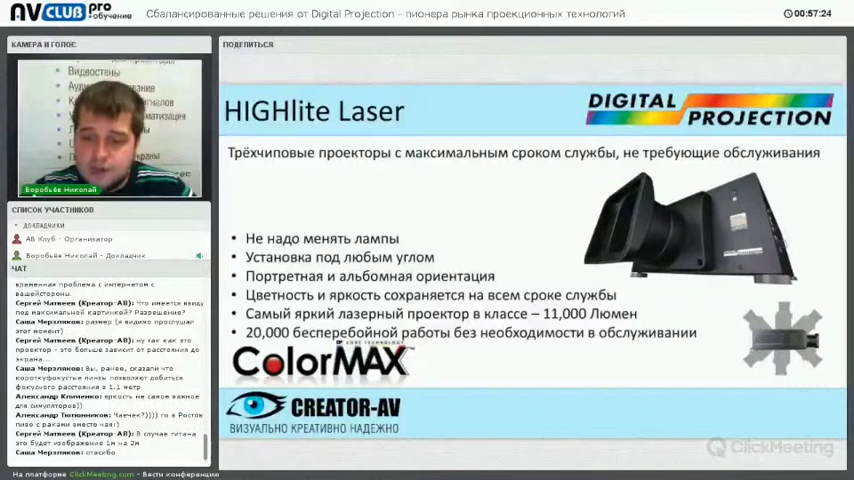 AV CLUB pro
обучение
Сбалансированные решения от Digital Projection - пионера рынка проекционных технологий
00:57:24
КАМЕРА И ГОЛОС
Видеостены
Воробьёв Николай
СПИСОК УЧАСТНИКОВ
ДОКЛАДЧИКИ
АВ Клуб - Организатор
Воробьёв Николай - Докладчик
ЧАТ
временная проблема с интернетом с
вашейстороны.
Сергей Матвеев (Креатор-АВ): Что имеется ввиду
под максимальной картинкой? Разрешение?
Саша Мерзляков: размер (я видимо прослушал
этот момент)
Сергей Матвеев (Креатор-АВ): ну так как это
проектор - это больше зависит от расстояния до
экрана...
Саша Мерзляков: Вы, ранее, сказали что
короткофокустные линзы позволяют добиться
фокусного расстояния в 1.1 метр
Александр Клименко: яркость не самое важное
для симуляторов))
Александр Тютюнников: Чаечек?)))) го в Ростов
пиво с раками вместо чая:)
Сергей Матвеев (Креатор-АВ): В случае титана
это будет изображение 1м на 2м
Саша Мерзляков: спасибо
На платформе ClickMeeting.com - Вести конференцию
ПОДЕЛИТЬСЯ
HIGHlite Laser
DIGITAL
PROJECTION
Трёхчиповые проекторы с максимальным сроком службы, не требующие обслуживания
• Не надо менять лампы
• Установка под любым углом
• Портретная и альбомная ориентация
• Цветность и яркость сохраняется на всем сроке службы
• Самый яркий лазерный проектор в классе – 11,000 Люмен
• 20,000 бесперебойной работы без необходимости в обслуживании
ColorMAX
CREATOR-AV
ВИЗУАЛЬНО КРЕАТИВНО НАДЕЖНО
ClickMeeting